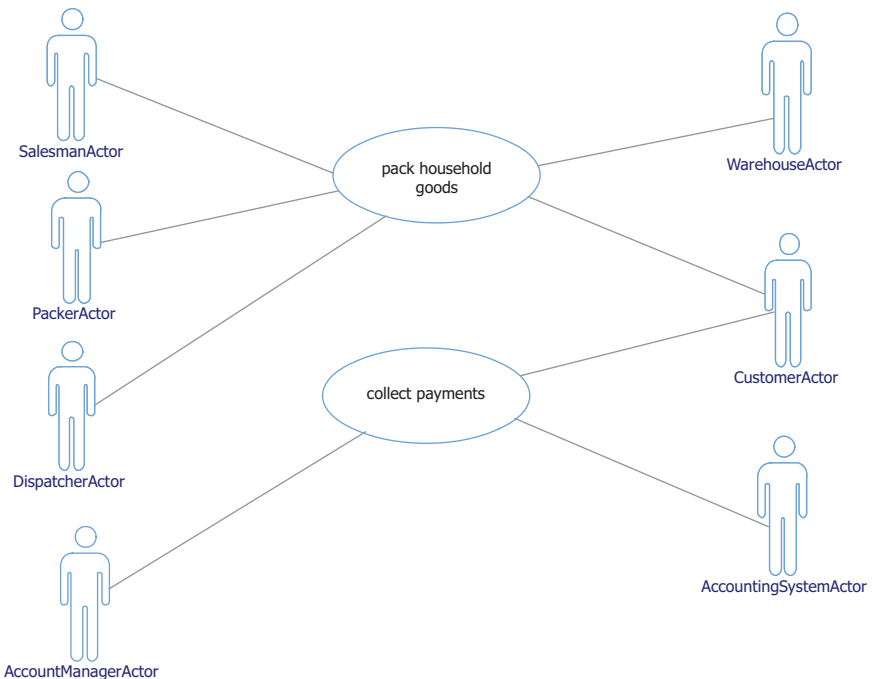 SalesmanActor
WarehouseActor
pack household
goods
PackerActor
CustomerActor
collect payments
DispatcherActor
AccountingSystemActor
AccountManagerActor